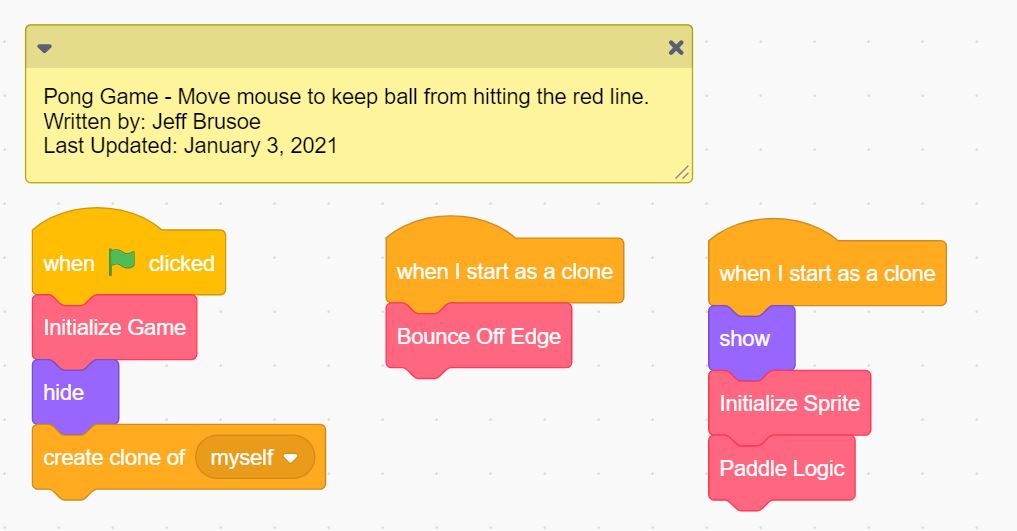 Pong Game - Move mouse to keep ball from hitting the red line.
Written by: Jeff Brusoe
Last Updated: January 3, 2021
when clicked
Initialize Game
hide
create clone of myself
when I start as a clone
Bounce Off Edge
when I start as a clone
show
Initialize Sprite
Paddle Logic